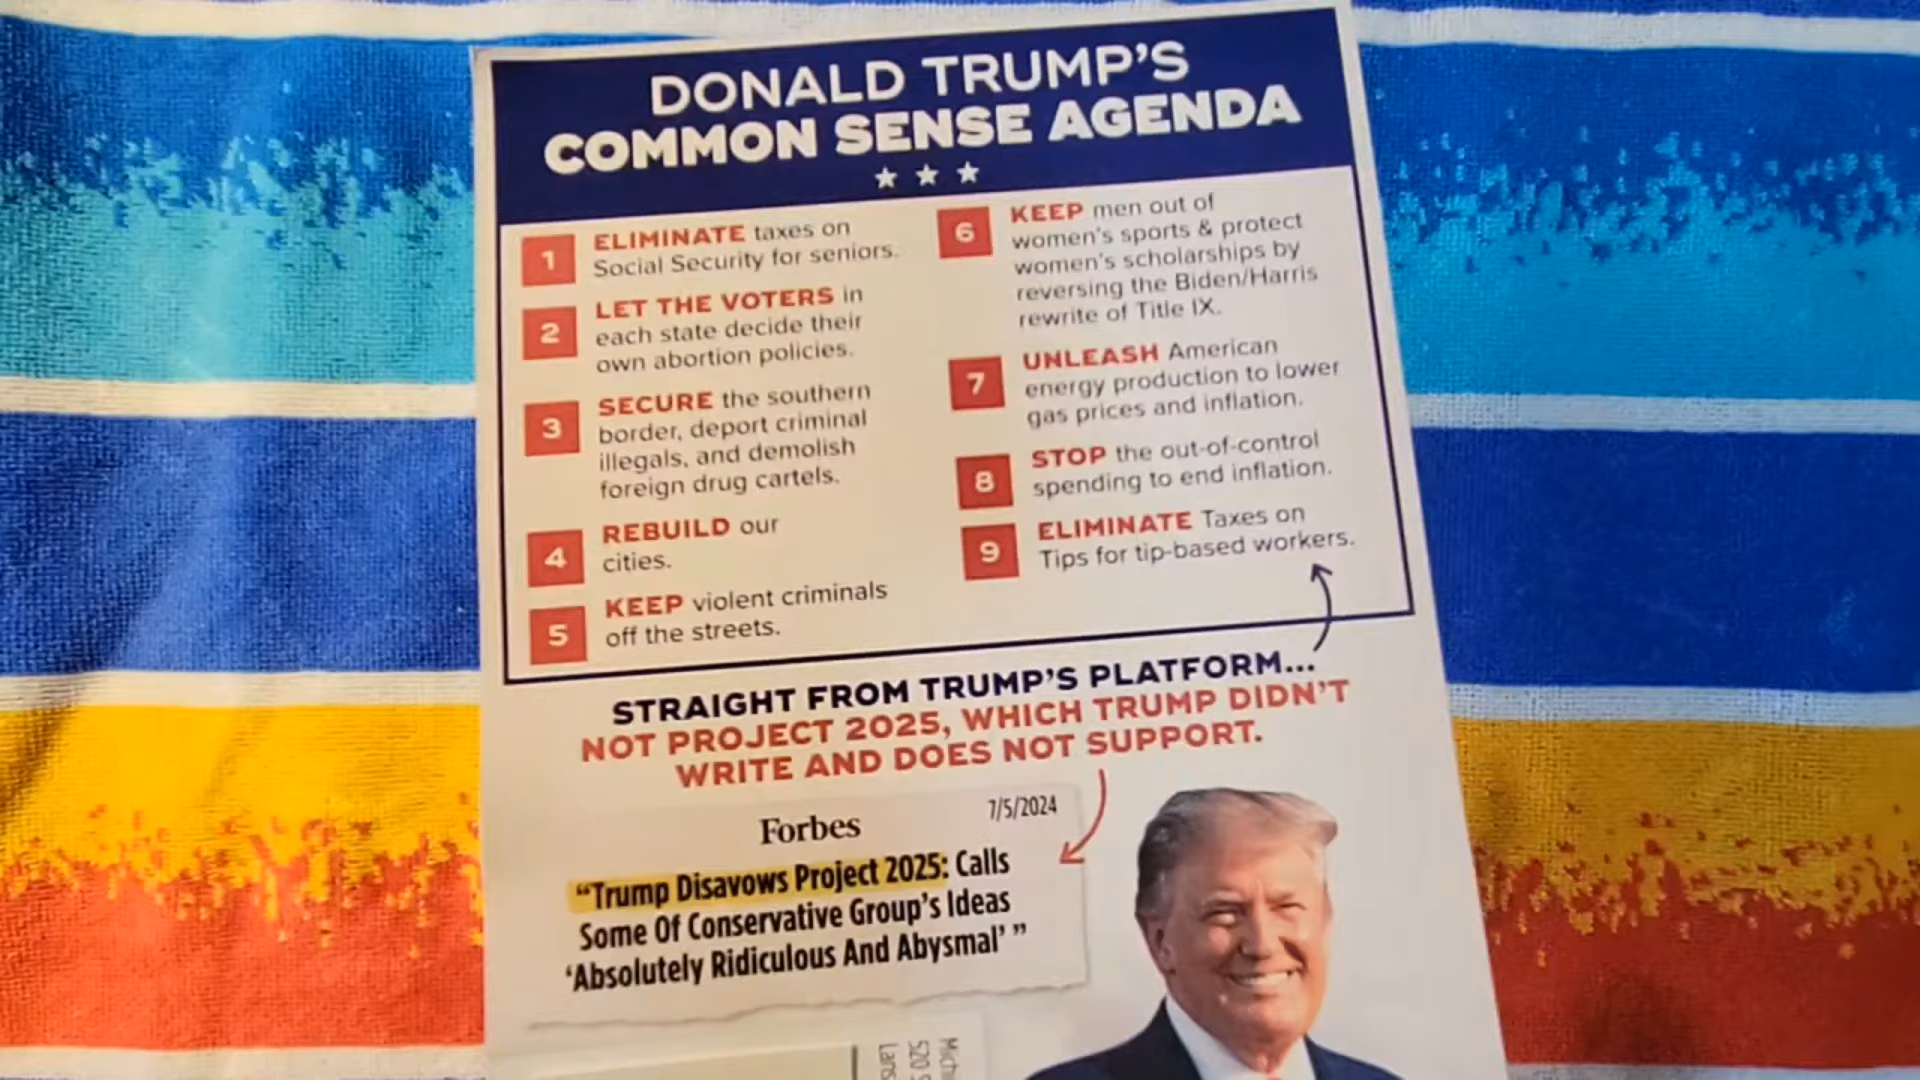 DONALD TRUMP'S
COMMON SENSE AGENDA
1
ELIMINATE taxes on
Social Security for seniors.
2
LET THE VOTERS in
each state decide their
own abortion policies.
3
SECURE the southern
border, deport criminal
illegals, and demolish
foreign drug cartels.
4
REBUILD our
cities.
5
KEEP violent criminals
off the streets.
6
KEEP men out of
women's sports & protect
women's scholarships by
reversing the Biden/Harris
rewrite of Title IX.
7
UNLEASH American
energy production to lower
gas prices and inflation.
8
STOP the out-of-control
spending to end inflation.
9
ELIMINATE Taxes on
Tips for tip-based workers.
STRAIGHT FROM TRUMP'S PLATFORM...
NOT PROJECT 2025, WHICH TRUMP DIDN'T
WRITE AND DOES NOT SUPPORT.
Forbes
7/5/2024
“Trump Disavows Project 2025: Calls
Some Of Conservative Group's Ideas
‘Absolutely Ridiculous And Abysmal’ ”
Mich
520 S
Lans